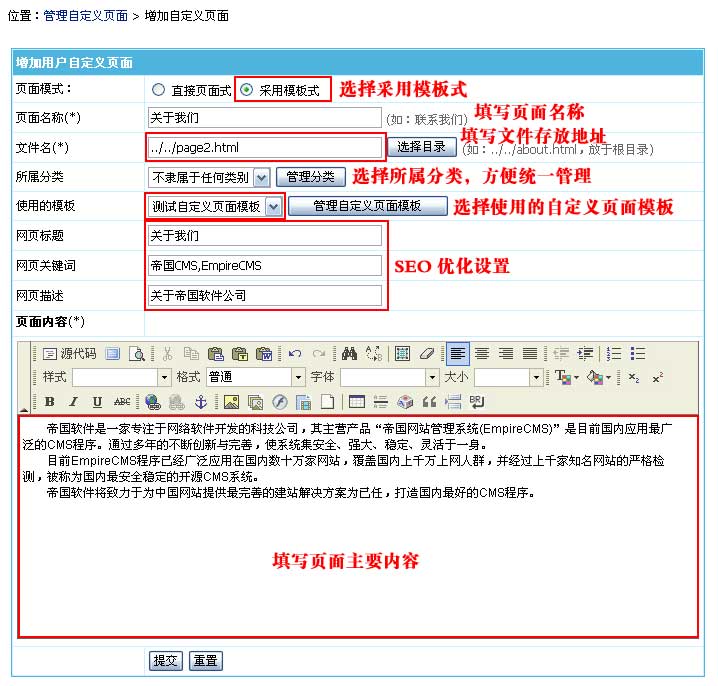 位置：管理自定义页面 > 增加自定义页面
增加用户自定义页面
页面模式： 直接页面式 采用模板式 选择采用模板式
页面名称(*) 关于我们 (如：联系我们) 填写页面名称
填写文件存放地址
文件名(*) ../../page2.html 选择目录 (如：../../about.html，放于根目录)
所属分类 不隶属于任何类别 管理分类 选择所属分类，方便统一管理
使用的模板 测试自定义页面模板 管理自定义页面模板 选择使用的自定义页面模板
网页标题 关于我们
网页关键词 帝国CMS,EmpireCMS SEO 优化设置
网页描述 关于帝国软件公司
页面内容(*)
源代码
样式 格式 普通 字体 大小
B I U ABC
帝国软件是一家专注于网络软件开发的科技公司，其主营产品“帝国网站管理系统(EmpireCMS)”是目前国内应用最广
泛的CMS程序。通过多年的不断创新与完善，使系统集安全、强大、稳定、灵活于一身。
目前EmpireCMS程序已经广泛应用在国内数十万家网站，覆盖国内上千万上网人群，并经过上千家知名网站的严格检
测，被称为国内最安全稳定的开源CMS系统。
帝国软件将致力于为中国网站提供最完善的建站解决方案为己任，打造国内最好的CMS程序。
填写页面主要内容
提交 重置